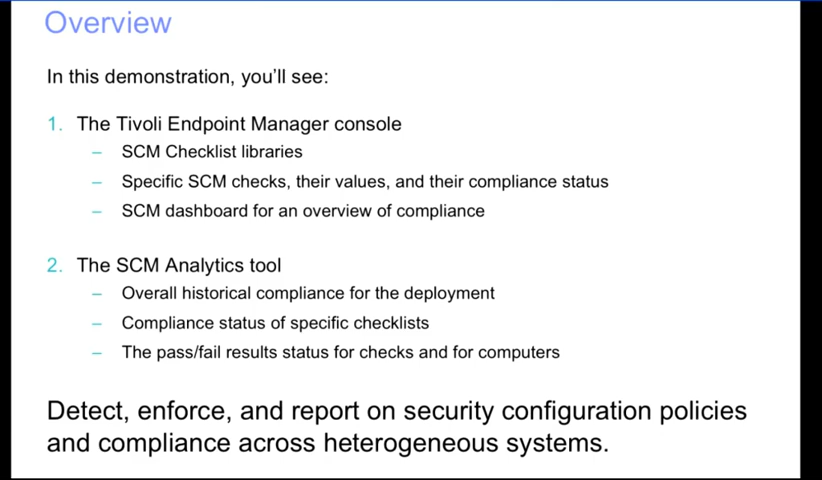 Overview
In this demonstration, you'll see:
1. The Tivoli Endpoint Manager console
– SCM Checklist libraries
– Specific SCM checks, their values, and their compliance status
– SCM dashboard for an overview of compliance
2. The SCM Analytics tool
– Overall historical compliance for the deployment
– Compliance status of specific checklists
– The pass/fail results status for checks and for computers
Detect, enforce, and report on security configuration policies
and compliance across heterogeneous systems.